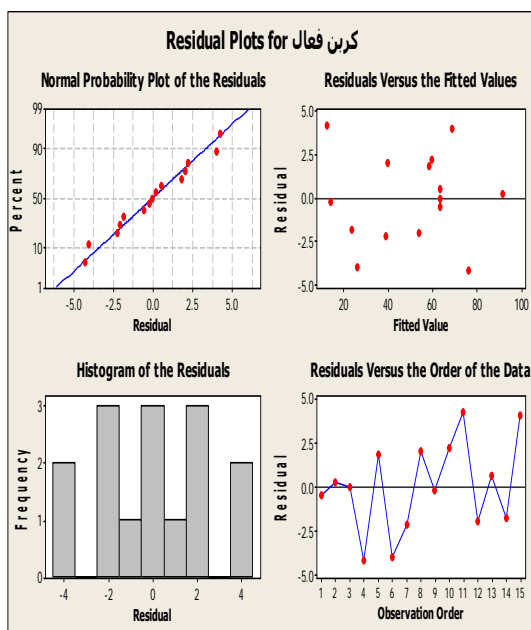 Residual Plots for کربن فعال
Normal Probability Plot of the Residuals
Percent
99
90
50
10
1
-5.0 -2.5 0.0 2.5 5.0
Residual
Residuals Versus the Fitted Values
Residual
5.0
2.5
0.0
-2.5
-5.0
20 40 60 80 100
Fitted Value
Histogram of the Residuals
Frequency
3
2
1
0
-4 -2 0 2 4
Residual
Residuals Versus the Order of the Data
Residual
5.0
2.5
0.0
-2.5
-5.0
1 2 3 4 5 6 7 8 9 10 11 12 13 14 15
Observation Order